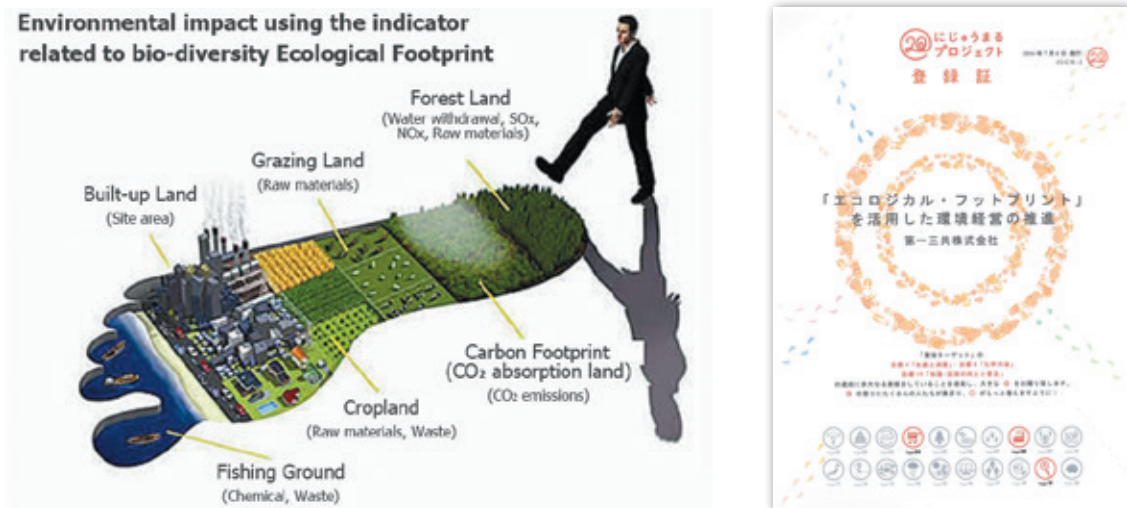 Environmental impact using the indicator
related to bio-diversity Ecological Footprint
Forest Land
(Water withdrawal, SOx,
NOx, Raw materials)
Grazing Land
(Raw materials)
Built-up Land
(Site area)
Carbon Footprint
(CO₂ absorption land)
(CO₂ emissions)
Cropland
(Raw materials, Waste)
Fishing Ground
(Chemical, Waste)
20 にじゅうまる
プロジェクト
登録証
「エコロジカル・フットプリント」
を活用した環境経営の推進
第一三共株式会社